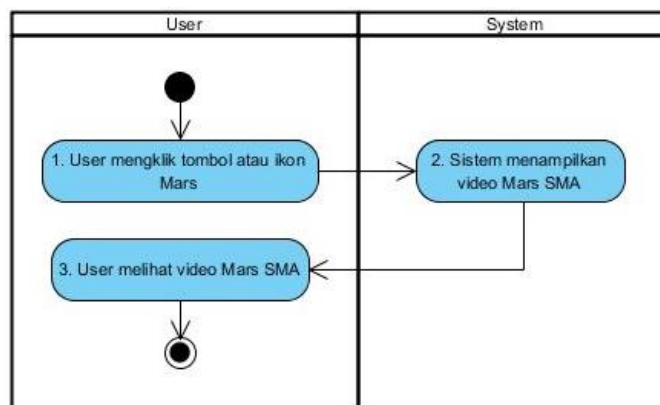 User
System
1. User mengklik tombol atau ikon
Mars
2. Sistem menampilkan
video Mars SMA
3. User melihat video Mars SMA